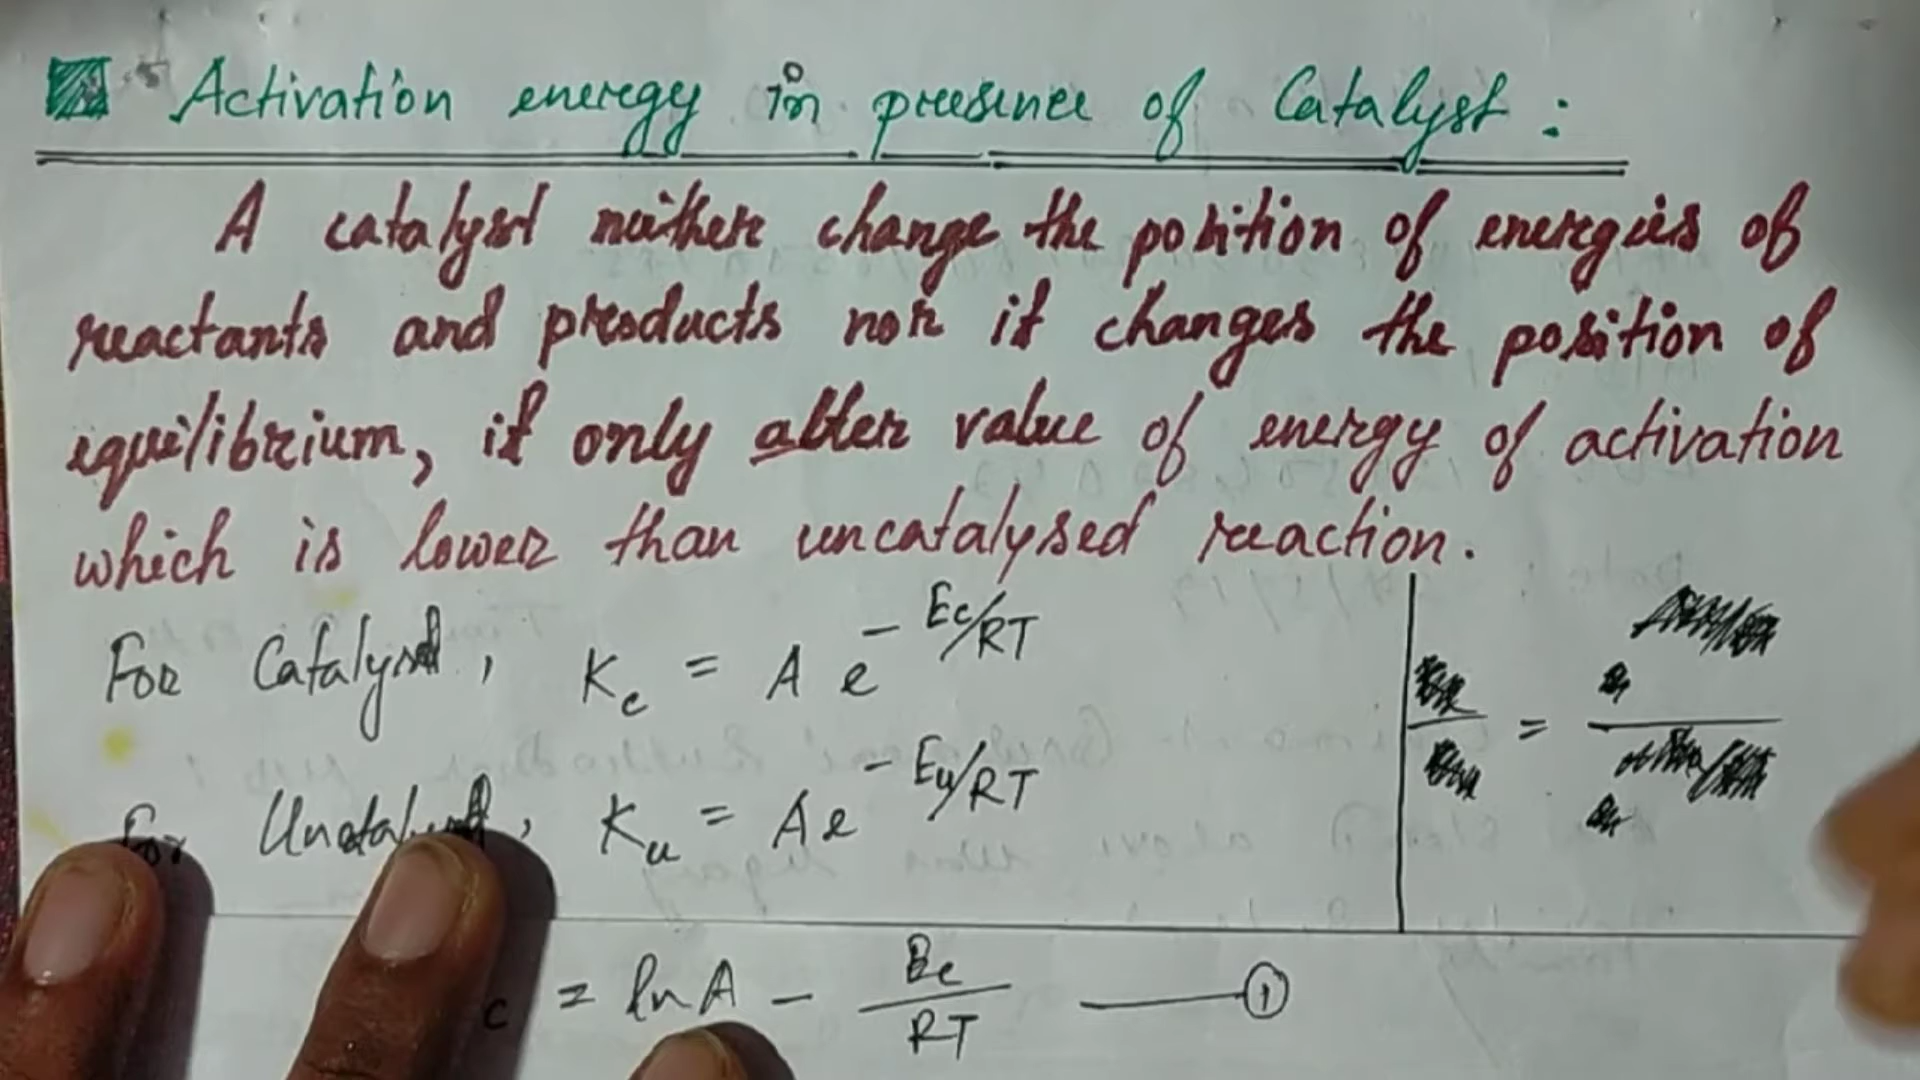 Activation energy in presence of Catalyst :
A catalyst neither change the position of energies of
reactants and products nor it changes the position of
equilibrium, it only alter value of energy of activation
which is lower than uncatalysed reaction.
For Catalyst, Kc = A e^-Ec/RT
For Uncatalyst, Ku = A e^-Eu/RT
=
c = ln A - Ec/RT ——— ①